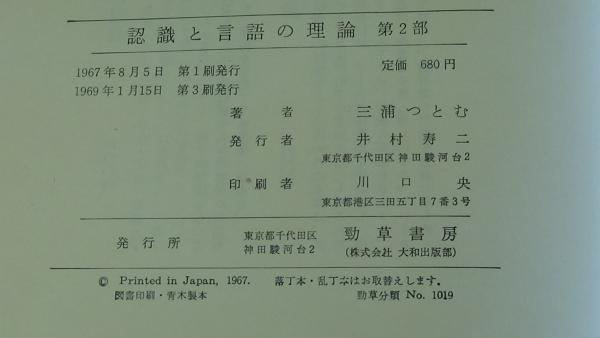 認識と言語の理論 第2部
1967年8月5日 第1刷発行 定価 680円
1969年1月15日 第3刷発行
著者 三浦つとむ
発行者 井村寿二
東京都千代田区神田駿河台2
印刷者 川口央
東京都港区三田五丁目7番3号
発行所 東京都千代田区神田駿河台2 勁草書房
(株式会社 大和出版部)
© Printed in Japan, 1967. 落丁本・乱丁本はお取替えします。
図書印刷・青木製本 勁草分類 No. 1019